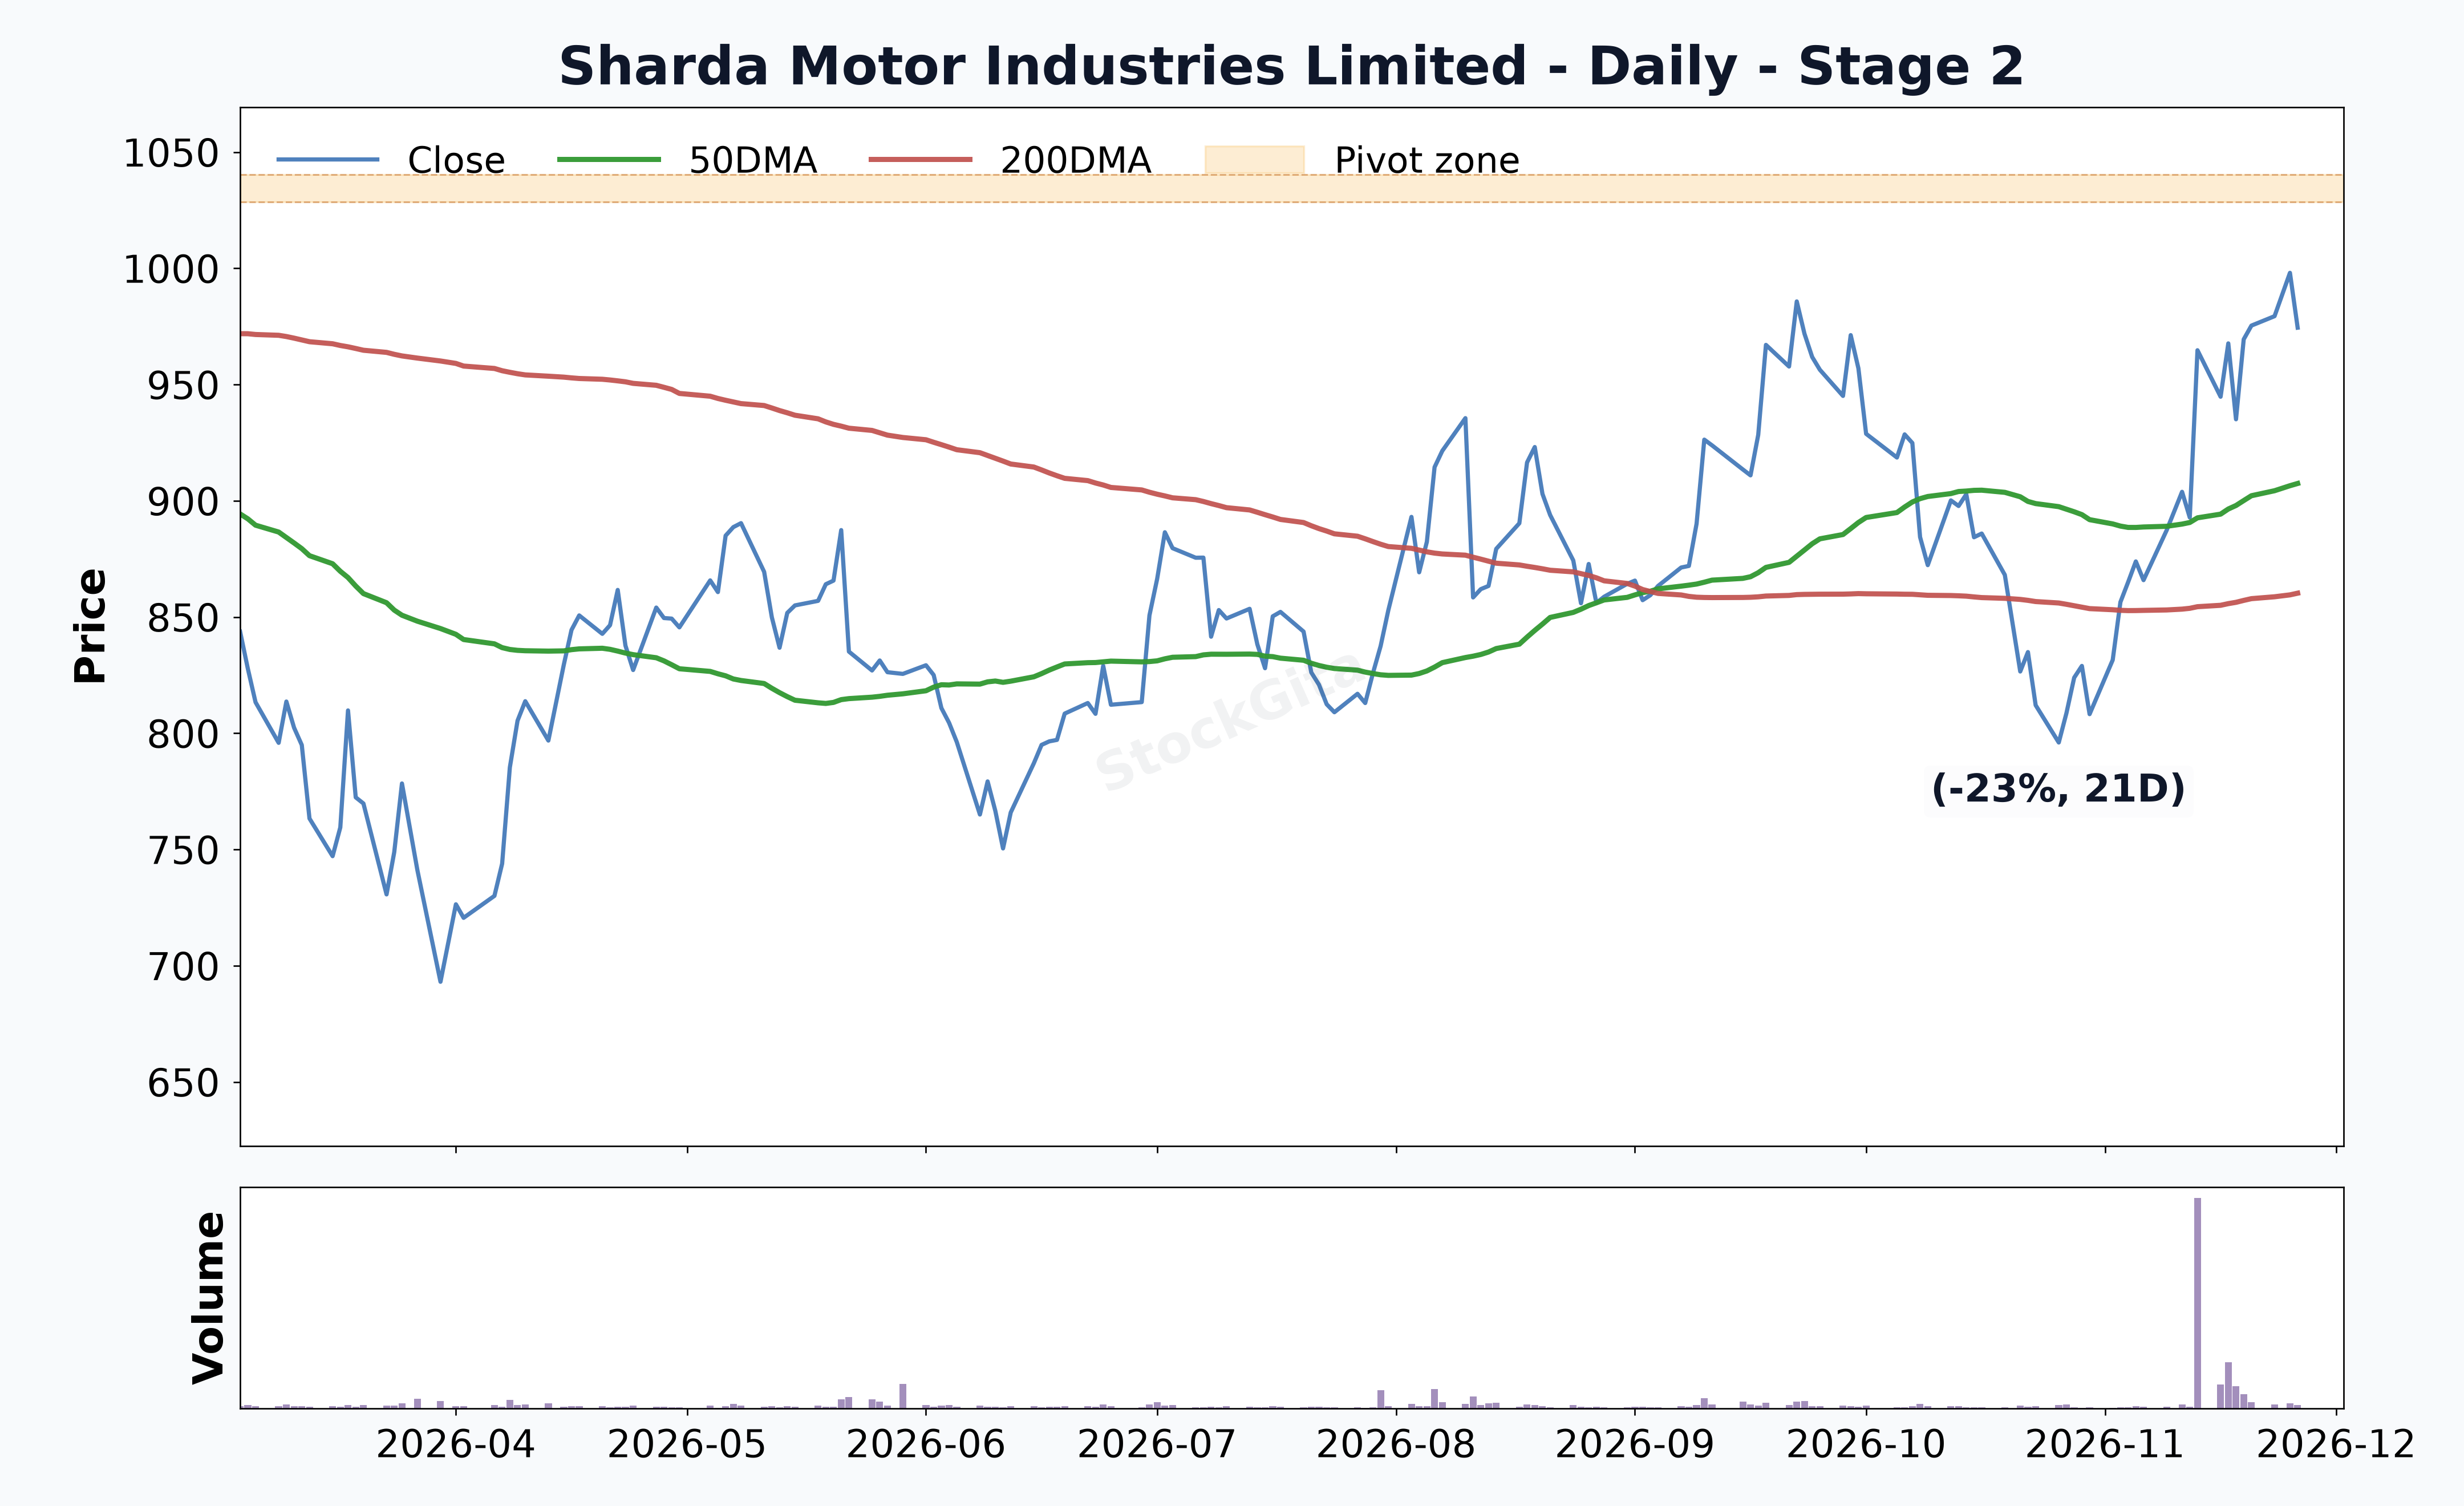 Sharda Motor Industries Limited - Daily - Stage 2
Close 50DMA 200DMA Pivot zone
1050
1000
950
900
850
800
750
700
650
Price
StockGita
(-23%, 21D)
Volume
2026-04 2026-05 2026-06 2026-07 2026-08 2026-09 2026-10 2026-11 2026-12